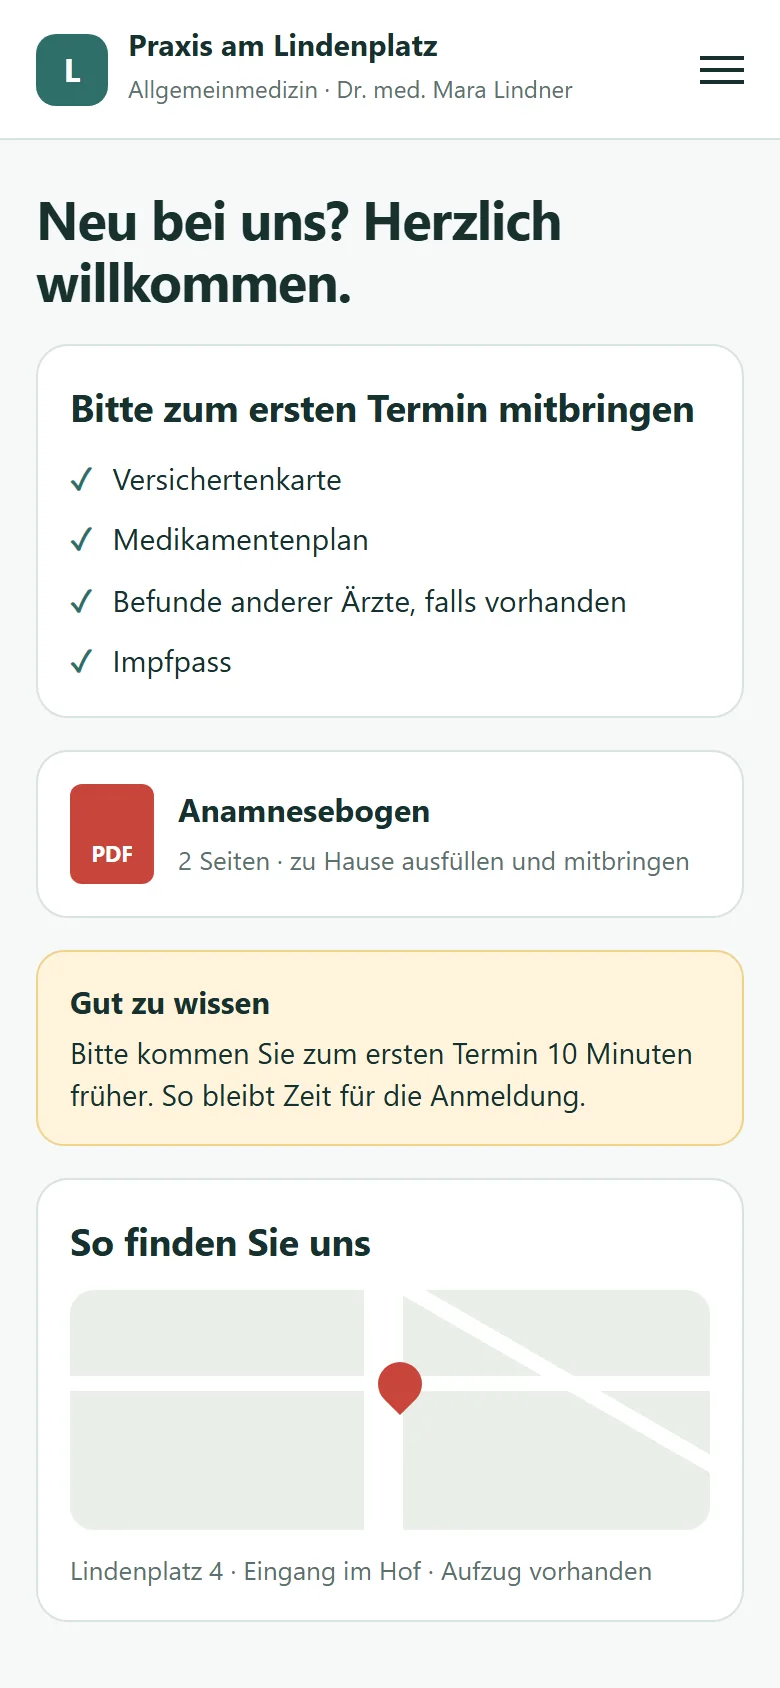 L
Praxis am Lindenplatz
Allgemeinmedizin · Dr. med. Mara Lindner
Neu bei uns? Herzlich
willkommen.
Bitte zum ersten Termin mitbringen
✓ Versichertenkarte
✓ Medikamentenplan
✓ Befunde anderer Ärzte, falls vorhanden
✓ Impfpass
PDF
Anamnesebogen
2 Seiten · zu Hause ausfüllen und mitbringen
Gut zu wissen
Bitte kommen Sie zum ersten Termin 10 Minuten
früher. So bleibt Zeit für die Anmeldung.
So finden Sie uns
Lindenplatz 4 · Eingang im Hof · Aufzug vorhanden